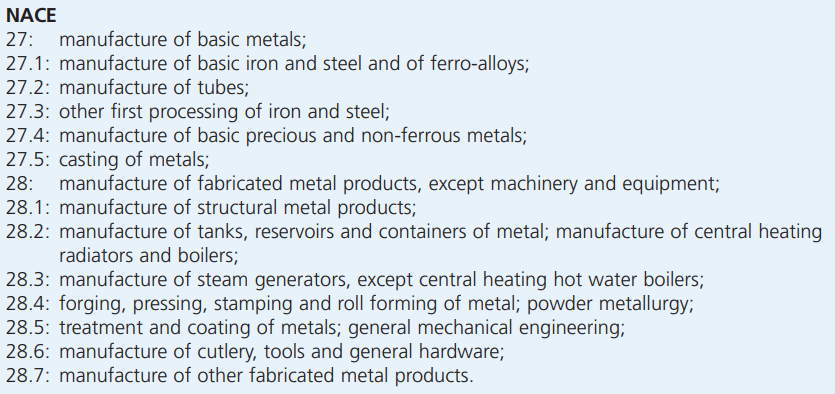 NACE
27: manufacture of basic metals;
27.1: manufacture of basic iron and steel and of ferro-alloys;
27.2: manufacture of tubes;
27.3: other first processing of iron and steel;
27.4: manufacture of basic precious and non-ferrous metals;
27.5: casting of metals;
28: manufacture of fabricated metal products, except machinery and equipment;
28.1: manufacture of structural metal products;
28.2: manufacture of tanks, reservoirs and containers of metal; manufacture of central heating
radiators and boilers;
28.3: manufacture of steam generators, except central heating hot water boilers;
28.4: forging, pressing, stamping and roll forming of metal; powder metallurgy;
28.5: treatment and coating of metals; general mechanical engineering;
28.6: manufacture of cutlery, tools and general hardware;
28.7: manufacture of other fabricated metal products.